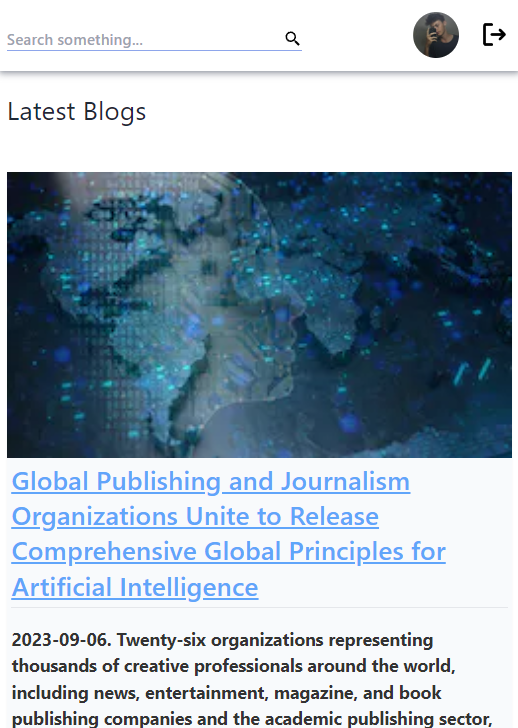 Search something...
Latest Blogs
Global Publishing and Journalism
Organizations Unite to Release
Comprehensive Global Principles for
Artificial Intelligence
2023-09-06. Twenty-six organizations representing
thousands of creative professionals around the world,
including news, entertainment, magazine, and book
publishing companies and the academic publishing sector,